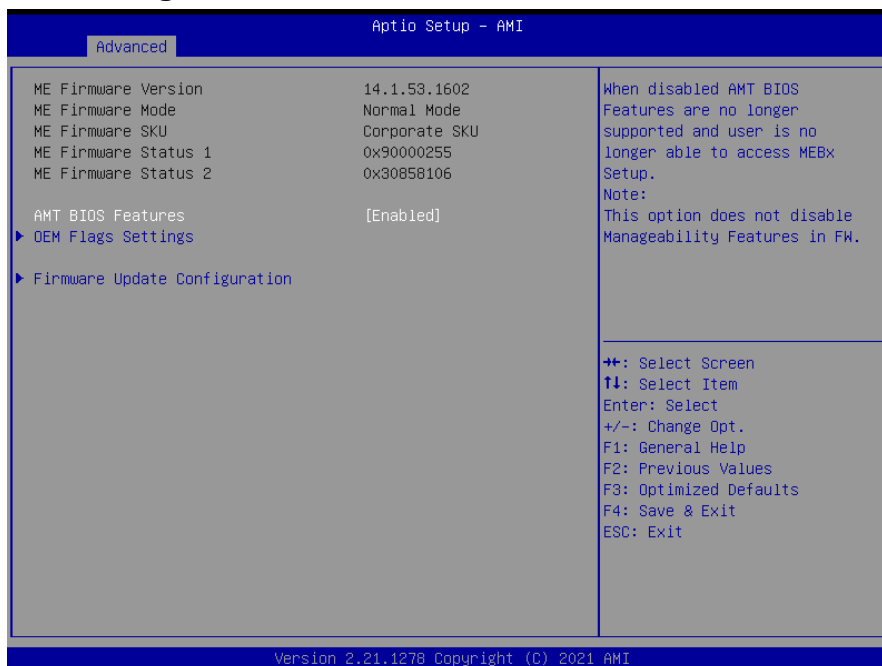 Aptio Setup – AMI
Advanced
ME Firmware Version 14.1.53.1602
ME Firmware Mode Normal Mode
ME Firmware SKU Corporate SKU
ME Firmware Status 1 0x90000255
ME Firmware Status 2 0x30858106
AMT BIOS Features [Enabled]
▶ OEM Flags Settings
▶ Firmware Update Configuration
When disabled AMT BIOS
Features are no longer
supported and user is no
longer able to access MEBx
Setup.
Note:
This option does not disable
Manageability Features in FW.
→←: Select Screen
↑↓: Select Item
Enter: Select
+/-: Change Opt.
F1: General Help
F2: Previous Values
F3: Optimized Defaults
F4: Save & Exit
ESC: Exit
Version 2.21.1278 Copyright (C) 2021 AMI